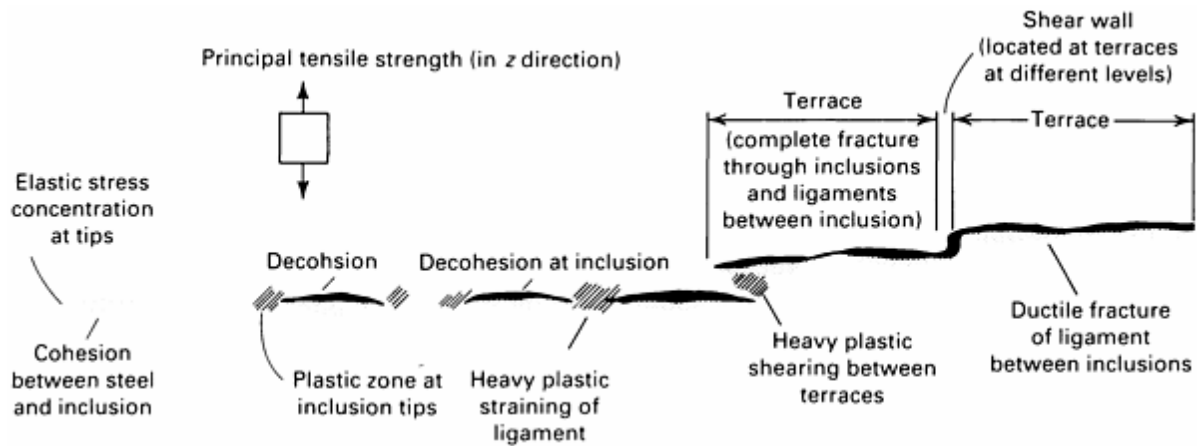 Principal tensile strength (in z direction)
Shear wall
(located at terraces
at different levels)
Terrace
Terrace
(complete fracture
through inclusions
and ligaments
between inclusion)
Elastic stress
concentration
at tips
Decohsion
Decohesion at inclusion
Cohesion
between steel
and inclusion
Plastic zone at
inclusion tips
Heavy plastic
straining of
ligament
Heavy plastic
shearing between
terraces
Ductile fracture
of ligament
between inclusions